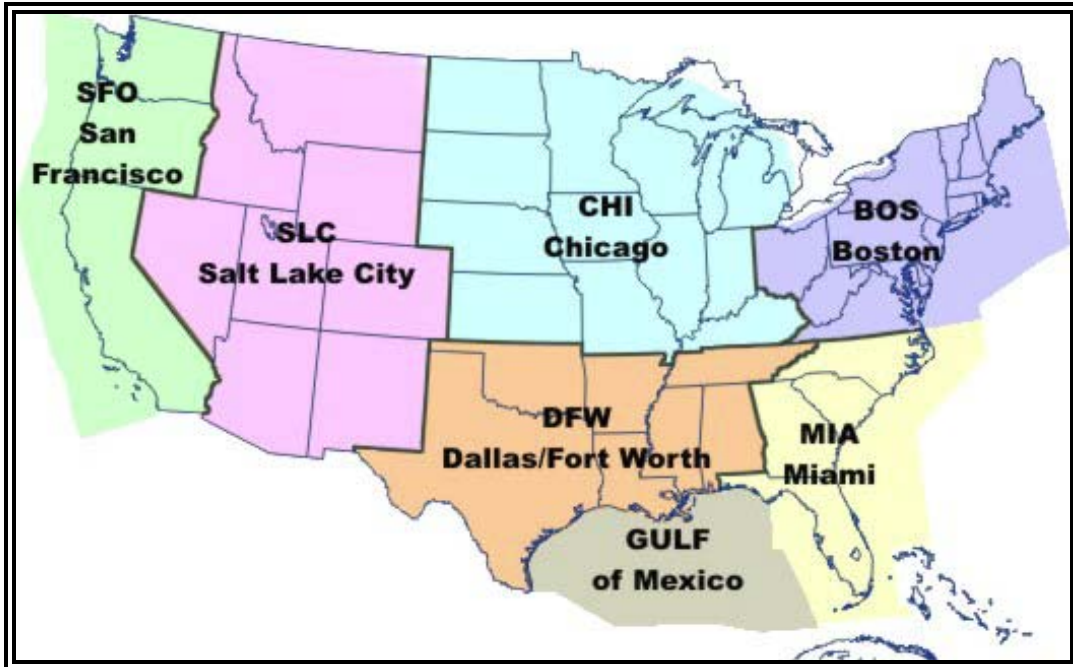 SFO
San
Francisco
SLC
Salt Lake City
CHI
Chicago
BOS
Boston
DFW
Dallas/Fort Worth
MIA
Miami
GULF
of Mexico